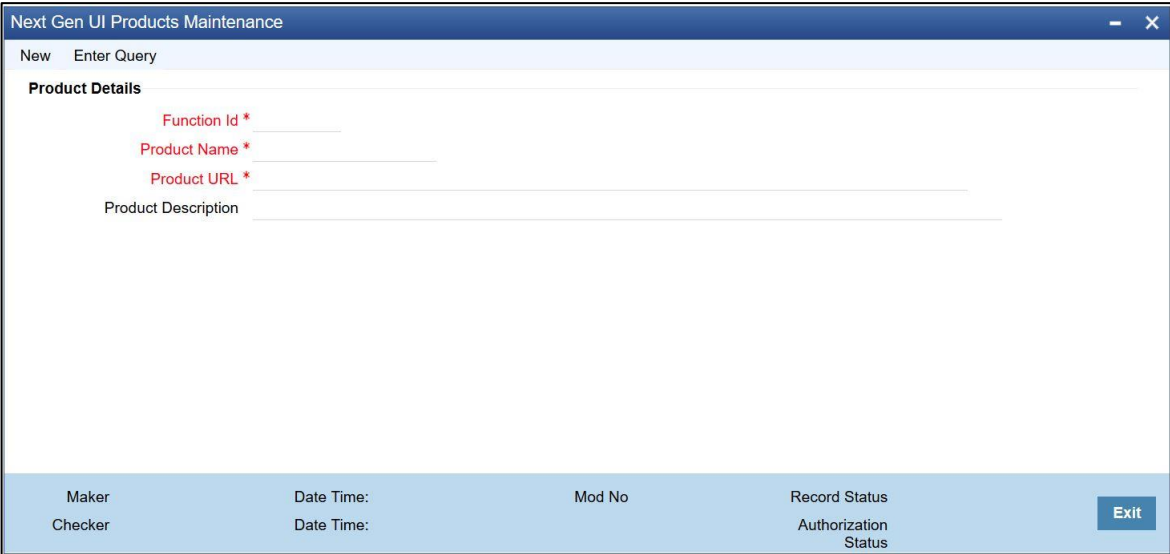 Next Gen UI Products Maintenance
New Enter Query
Product Details
Function Id *
Product Name *
Product URL *
Product Description
Maker Date Time: Mod No Record Status
Exit
Checker Date Time: Authorization
Status